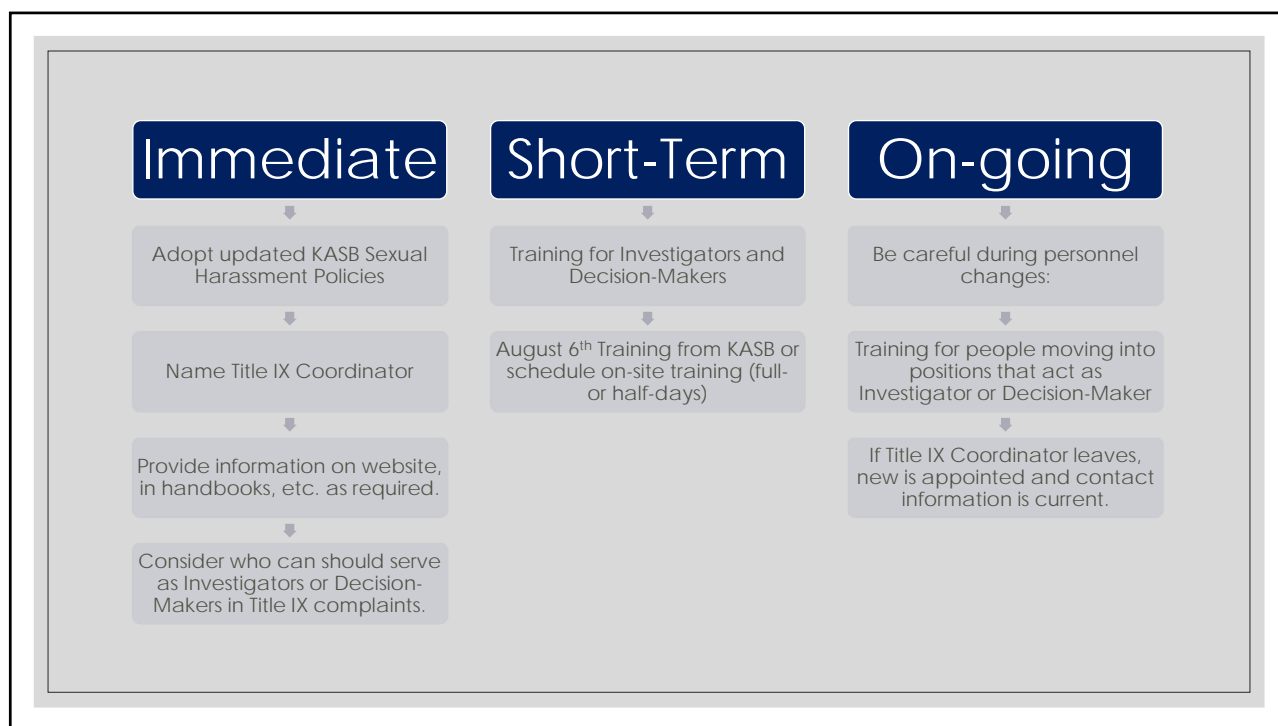 Immediate
Adopt updated KASB Sexual
Harassment Policies
Name Title IX Coordinator
Provide information on website,
in handbooks, etc. as required.
Consider who can should serve
as Investigators or Decision-
Makers in Title IX complaints.
Short-Term
Training for Investigators and
Decision-Makers
August 6th Training from KASB or
schedule on-site training (full-
or half-days)
On-going
Be careful during personnel
changes:
Training for people moving into
positions that act as
Investigator or Decision-Maker
If Title IX Coordinator leaves,
new is appointed and contact
information is current.